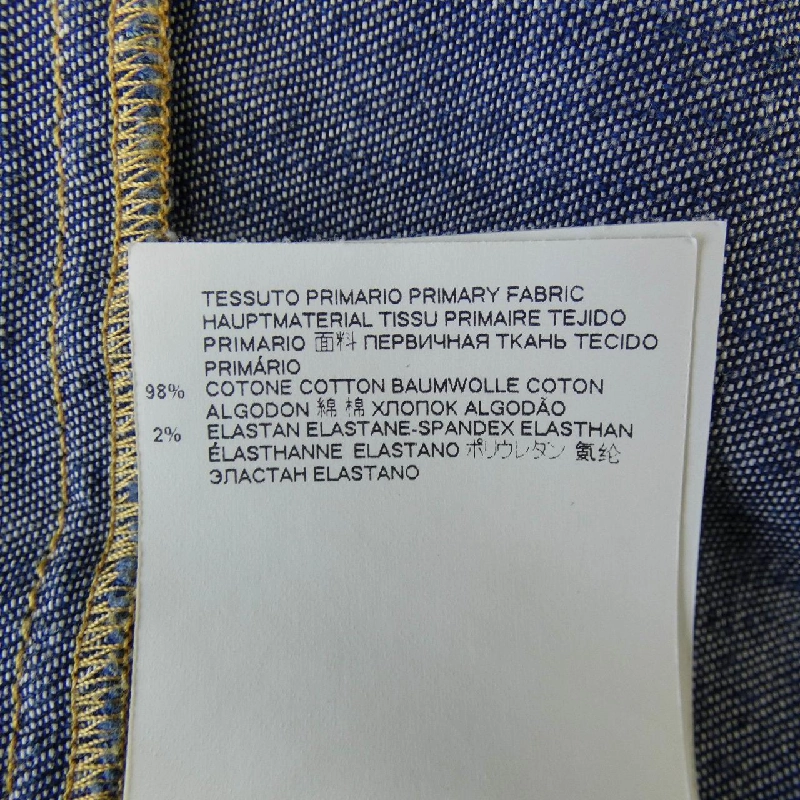 TESSUTO PRIMARIO PRIMARY FABRIC
HAUPTMATERIAL TISSU PRIMAIRE TEJIDO
PRIMARIO 面料 ПЕРВИЧНАЯ ТКАНЬ TECIDO
PRIMÁRIO
98% COTONE COTTON BAUMWOLLE COTON
ALGODON 綿 棉 ХЛОПОК ALGODÃO
2% ELASTAN ELASTANE-SPANDEX ELASTHAN
ÉLASTHANNE ELASTANO ポリウレタン 氨纶
ЭЛАСТАН ELASTANO